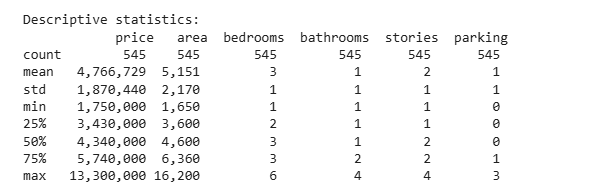 Descriptive statistics:
price area bedrooms bathrooms stories parking
count 545 545 545 545 545 545
mean 4,766,729 5,151 3 1 2 1
std 1,870,440 2,170 1 1 1 1
min 1,750,000 1,650 1 1 1 0
25% 3,430,000 3,600 2 1 1 0
50% 4,340,000 4,600 3 1 2 0
75% 5,740,000 6,360 3 2 2 1
max 13,300,000 16,200 6 4 4 3